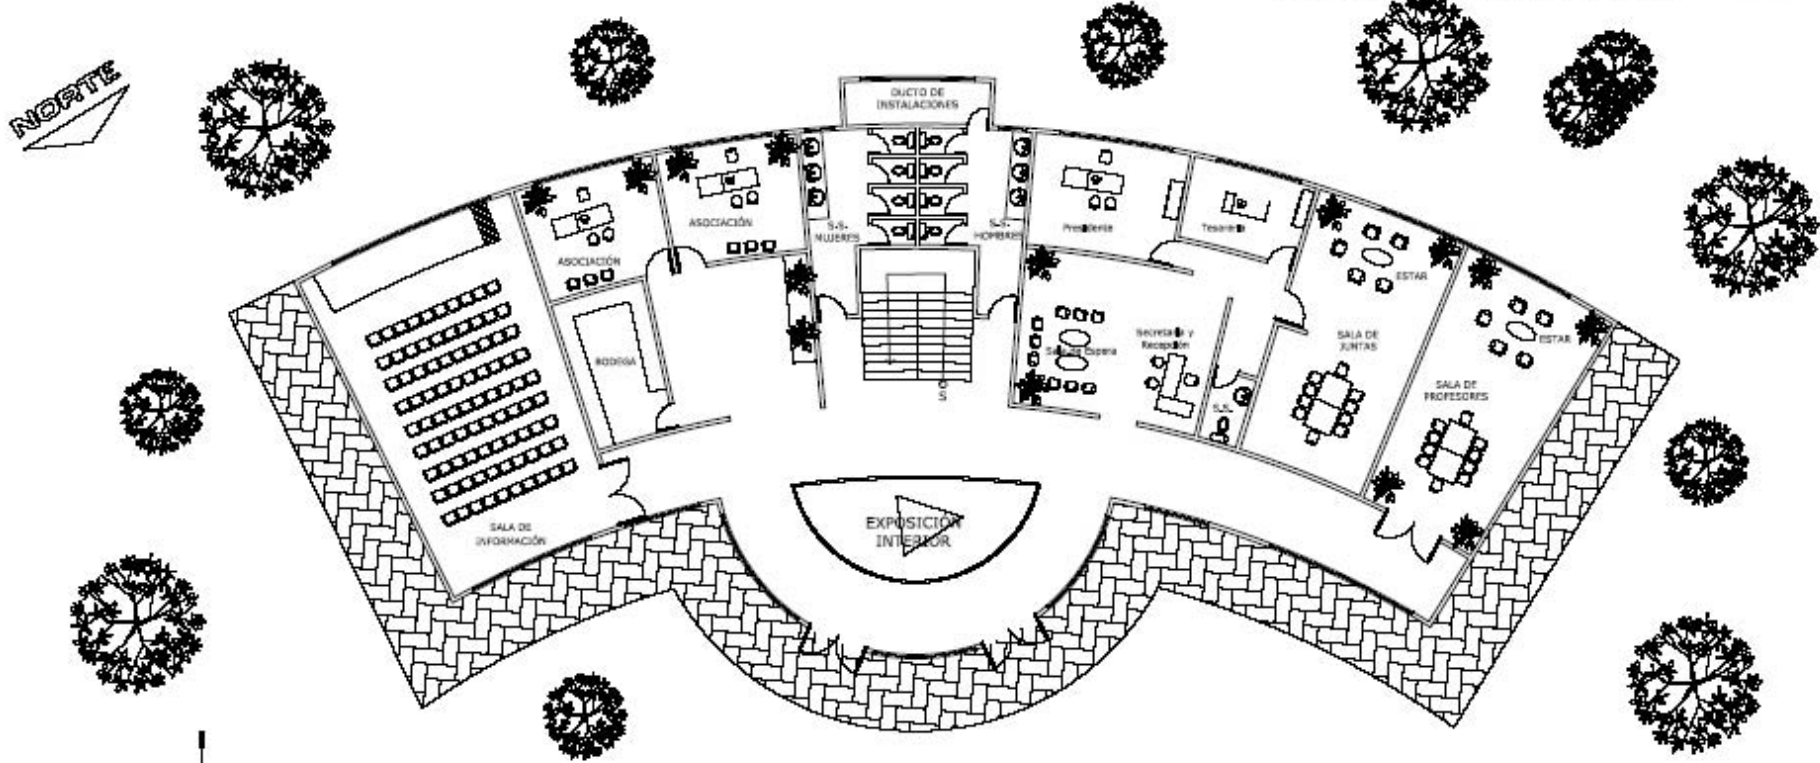 NORTE
DUCTO DE
INSTALACIONES
ASOCIACIÓN
ASOCIACIÓN
S.S.
MUJERES
S.S.
HOMBRES
Presidente
Tesorería
ESTAR
ESTAR
BODEGA
Sala de Espera
Secretaria y
Recepción
SALA DE
JUNTAS
SALA DE
PROFESORES
S.S.
S
SALA DE
INFORMACIÓN
EXPOSICIÓN
INTERIOR